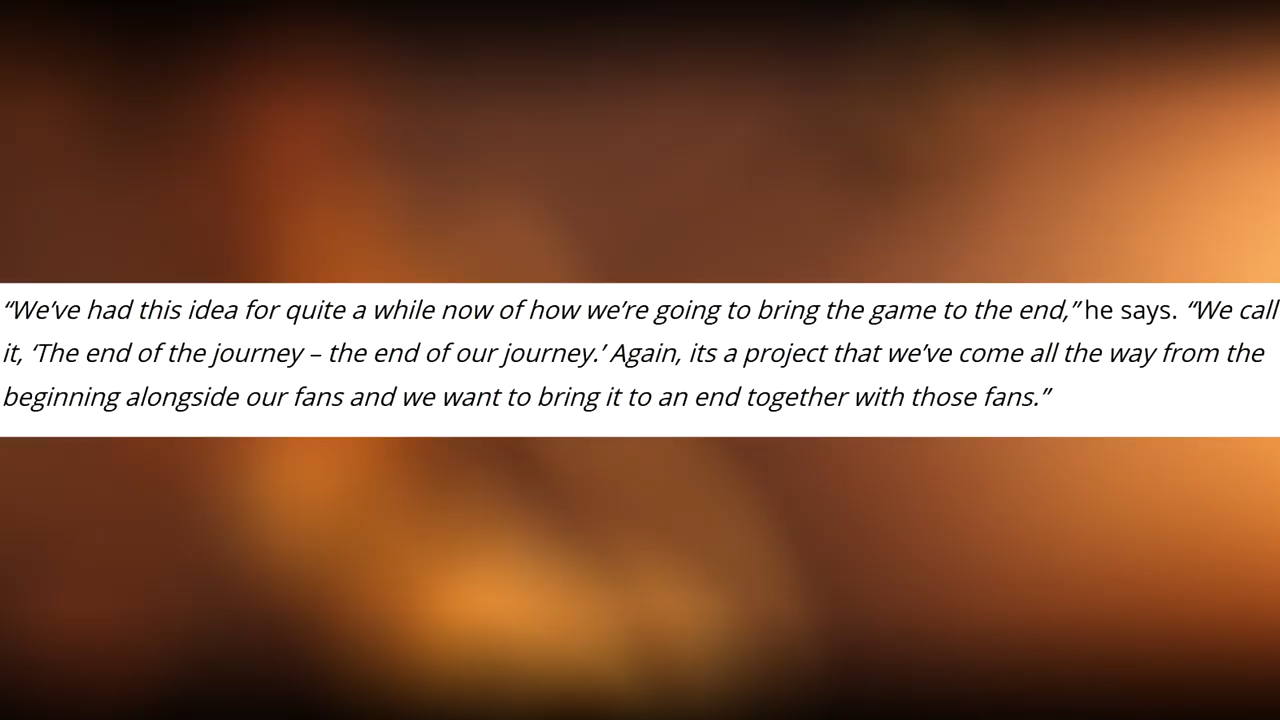 “We’ve had this idea for quite a while now of how we’re going to bring the game to the end,” he says. “We call
it, ‘The end of the journey – the end of our journey.’ Again, its a project that we’ve come all the way from the
beginning alongside our fans and we want to bring it to an end together with those fans.”